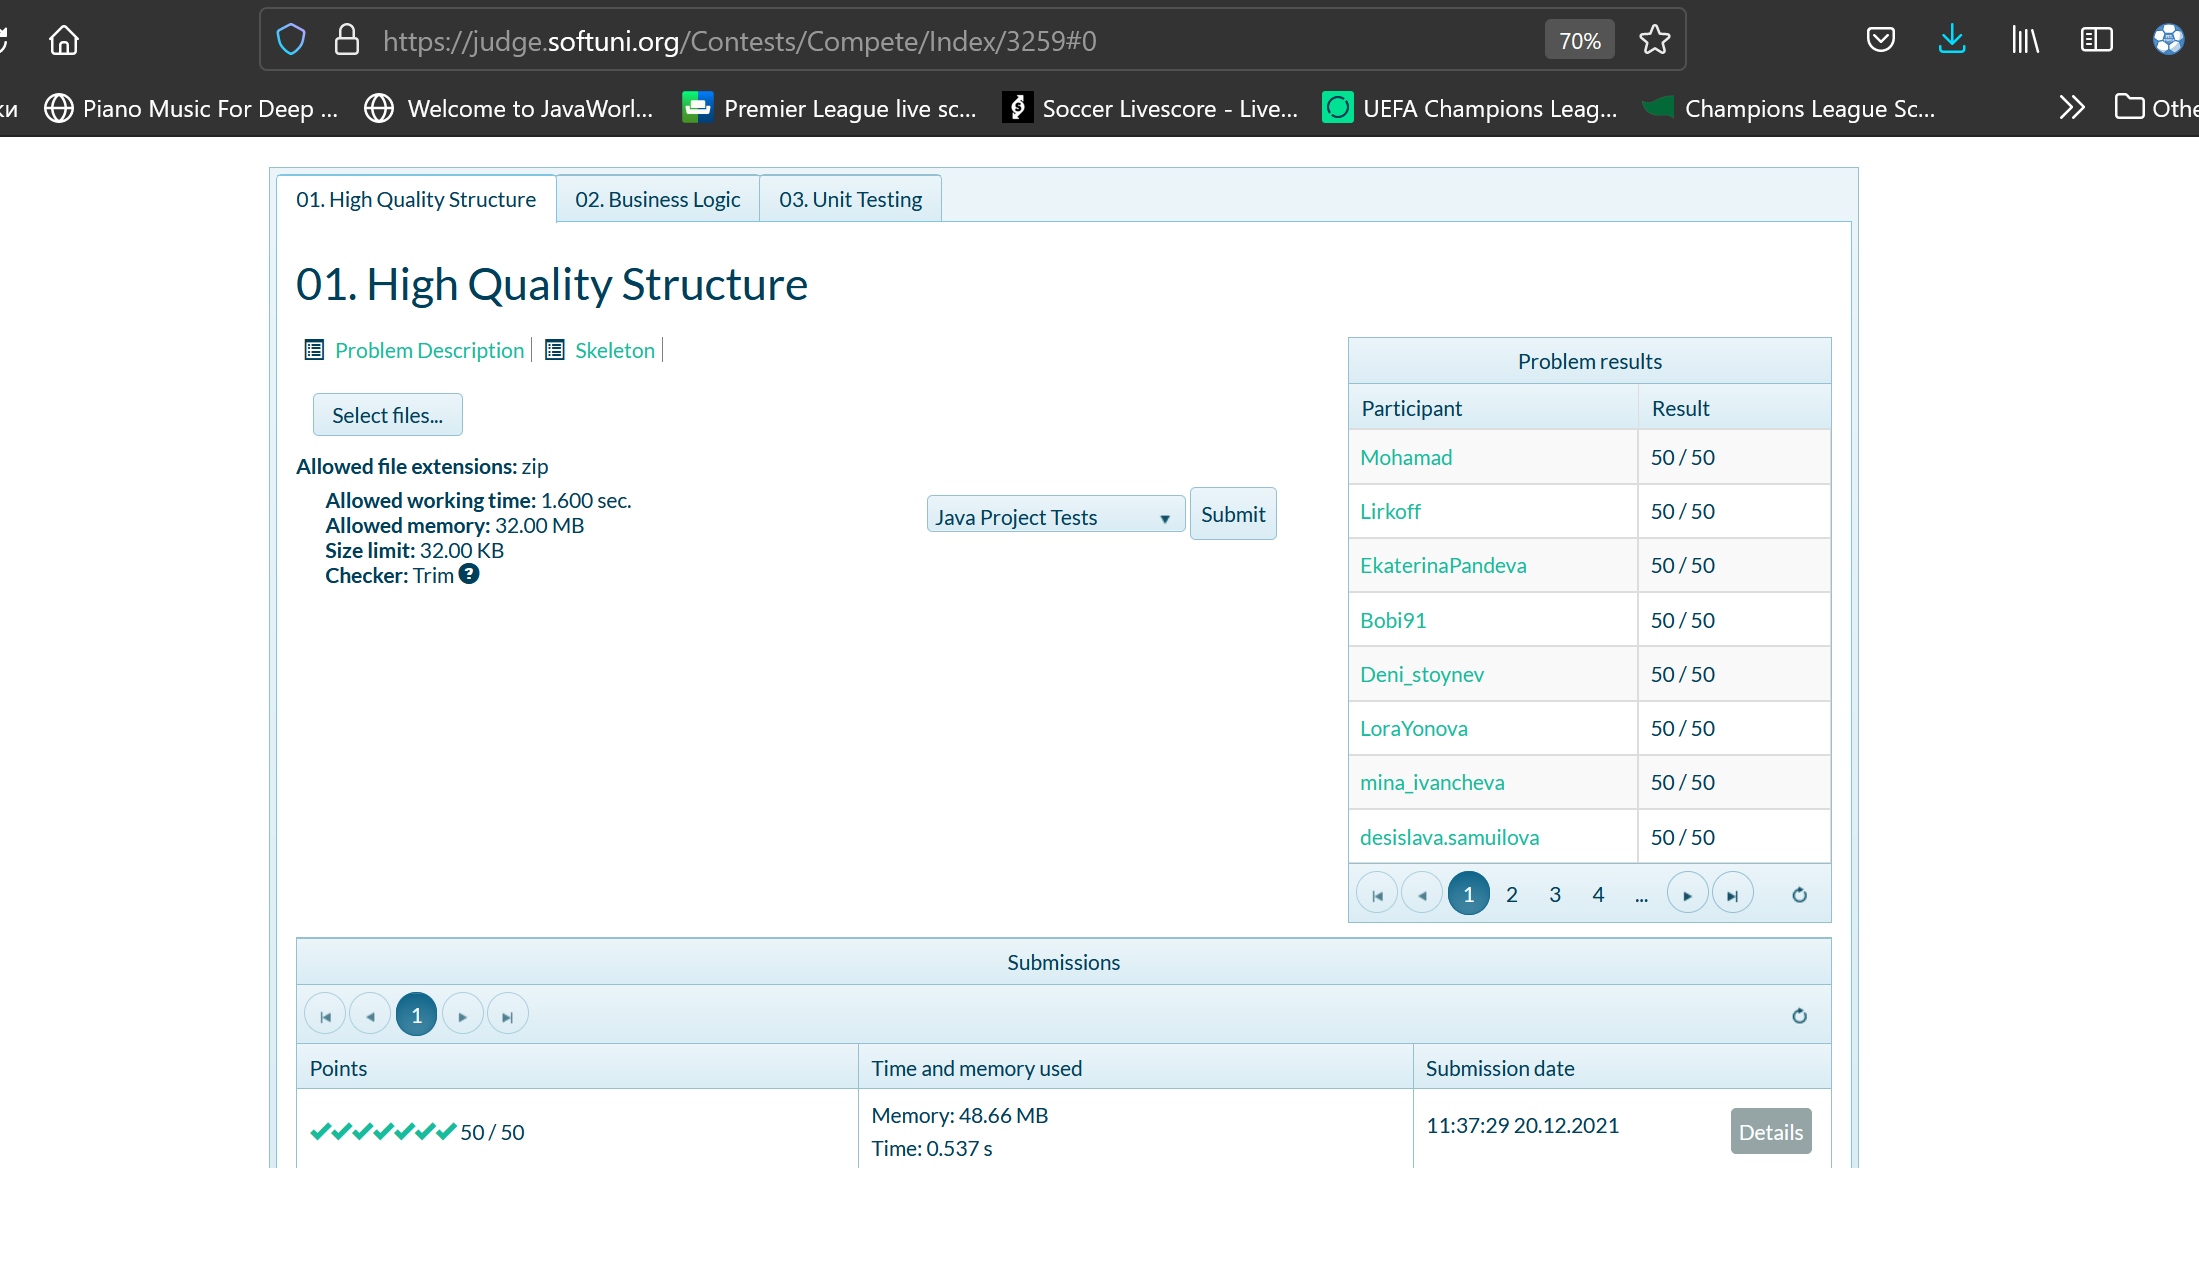 https://judge.softuni.org/Contests/Compete/Index/3259#0
70%
ки
Piano Music For Deep ...
Welcome to JavaWorl...
Premier League live sc...
Soccer Livescore - Live...
UEFA Champions Leag...
Champions League Sc...
Othe
01. High Quality Structure
02. Business Logic
03. Unit Testing
01. High Quality Structure
Problem Description
Skeleton
Select files...
Allowed file extensions: zip
Allowed working time: 1.600 sec.
Allowed memory: 32.00 MB
Size limit: 32.00 KB
Checker: Trim ?
Java Project Tests
Submit
Problem results
Participant Result
Mohamad 50 / 50
Lirkoff 50 / 50
EkaterinaPandeva 50 / 50
Bobi91 50 / 50
Deni_stoynev 50 / 50
LoraYonova 50 / 50
mina_ivancheva 50 / 50
desislava.samuilova 50 / 50
1 2 3 4 ...
Submissions
1
Points Time and memory used Submission date
50 / 50
Memory: 48.66 MB
Time: 0.537 s
11:37:29 20.12.2021
Details